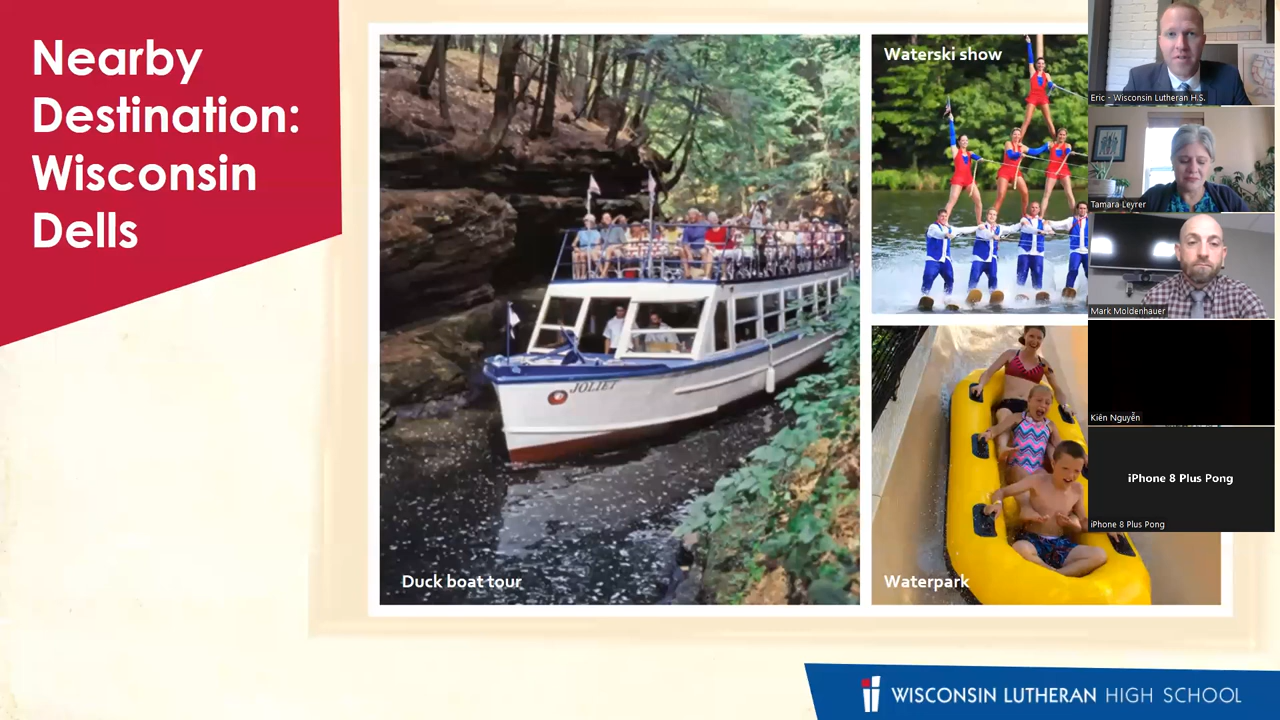 Nearby
Destination:
Wisconsin
Dells
JOLIET
Duck boat tour
Waterski show
Waterpark
Eric - Wisconsin Lutheran H.S.
Tamara Leyrer
Mark Moldenhauer
Kiên Nguyễn
iPhone 8 Plus Pong
iPhone 8 Plus Pong
WISCONSIN LUTHERAN HIGH SCHOOL